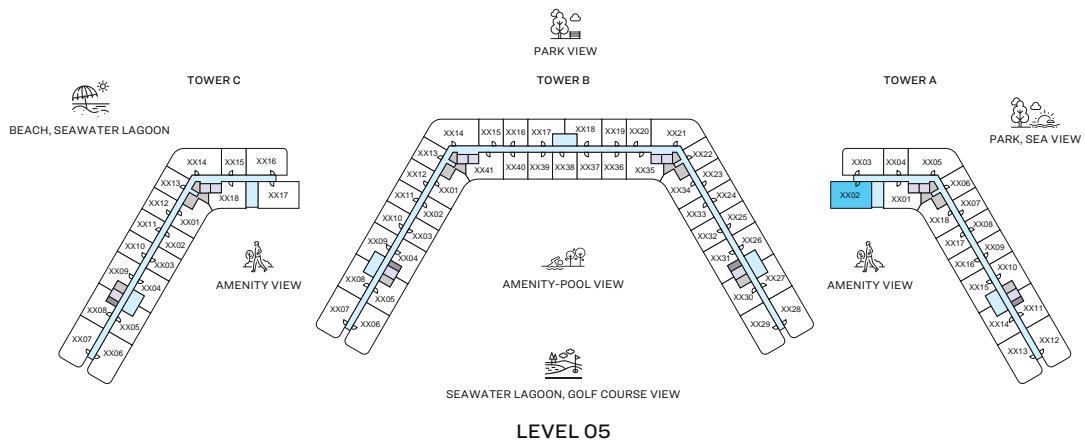 PARK VIEW
TOWER C
TOWER B
TOWER A
BEACH, SEAWATER LAGOON
PARK, SEA VIEW
XX14
XX15
XX16
XX13
XX17
XX12
XX18
XX11
XX01
XX10
XX02
XX09
XX03
XX08
XX04
XX07
XX05
XX06
XX14
XX15
XX16
XX17
XX18
XX19
XX20
XX21
XX13
XX41
XX40
XX39
XX38
XX37
XX36
XX35
XX22
XX12
XX01
XX34
XX23
XX11
XX02
XX33
XX24
XX10
XX03
XX32
XX25
XX09
XX04
XX31
XX26
XX08
XX05
XX30
XX27
XX07
XX06
XX29
XX28
XX03
XX04
XX05
XX02
XX01
XX06
XX18
XX07
XX17
XX08
XX16
XX09
XX15
XX10
XX14
XX11
XX13
XX12
AMENITY VIEW
AMENITY-POOL VIEW
AMENITY VIEW
SEAWATER LAGOON, GOLF COURSE VIEW
LEVEL 05